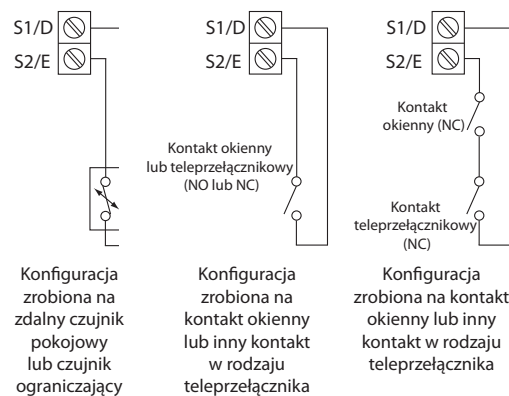 S1/D
S2/E
Konfiguracja
zrobiona na
zdalny czujnik
pokojowy
lub czujnik
ograniczający
S1/D
S2/E
Kontakt okienny
lub teleprzełącznikowy
(NO lub NC)
Konfiguracja
zrobiona na
kontakt okienny
lub inny kontakt
w rodzaju
teleprzełącznika
S1/D
S2/E
Kontakt
okienny (NC)
Kontakt
teleprzełącznikowy
(NC)
Konfiguracja
zrobiona na kontakt
okienny lub inny
kontakt w rodzaju
teleprzełącznika